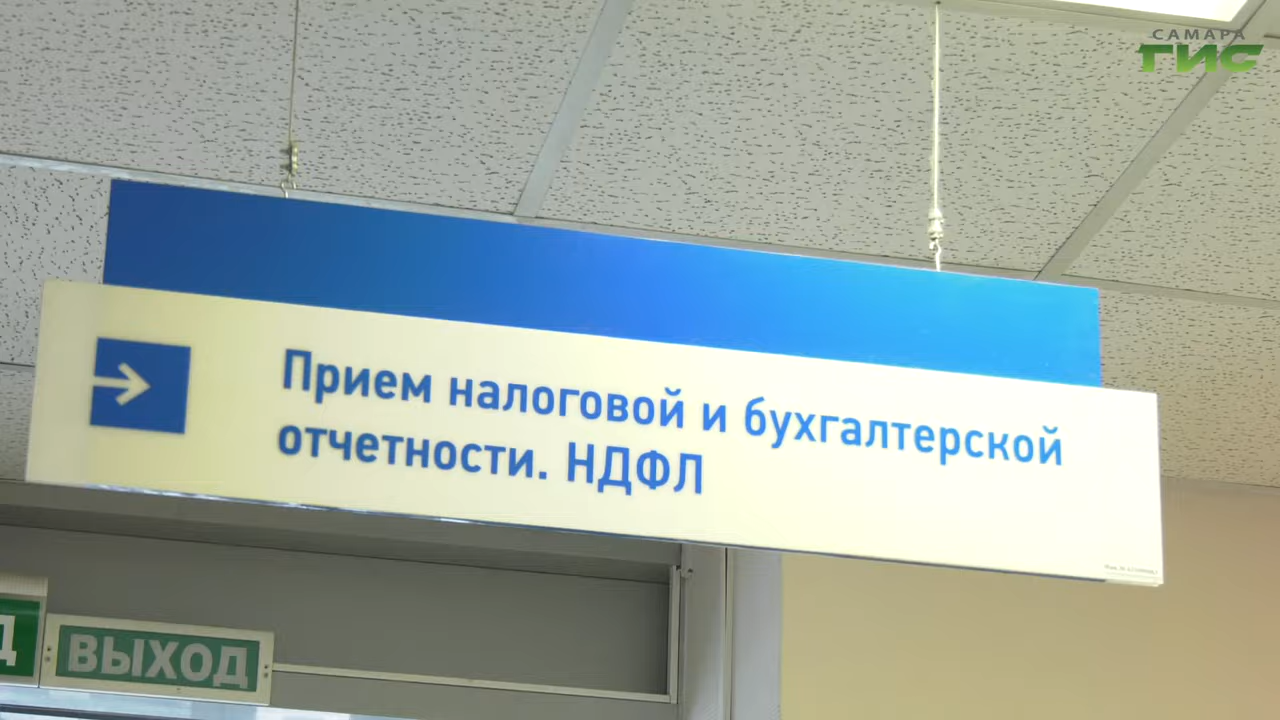 САМАРА
ГИС
Прием налоговой и бухгалтерской
отчетности. НДФЛ
Д
ВЫХОД